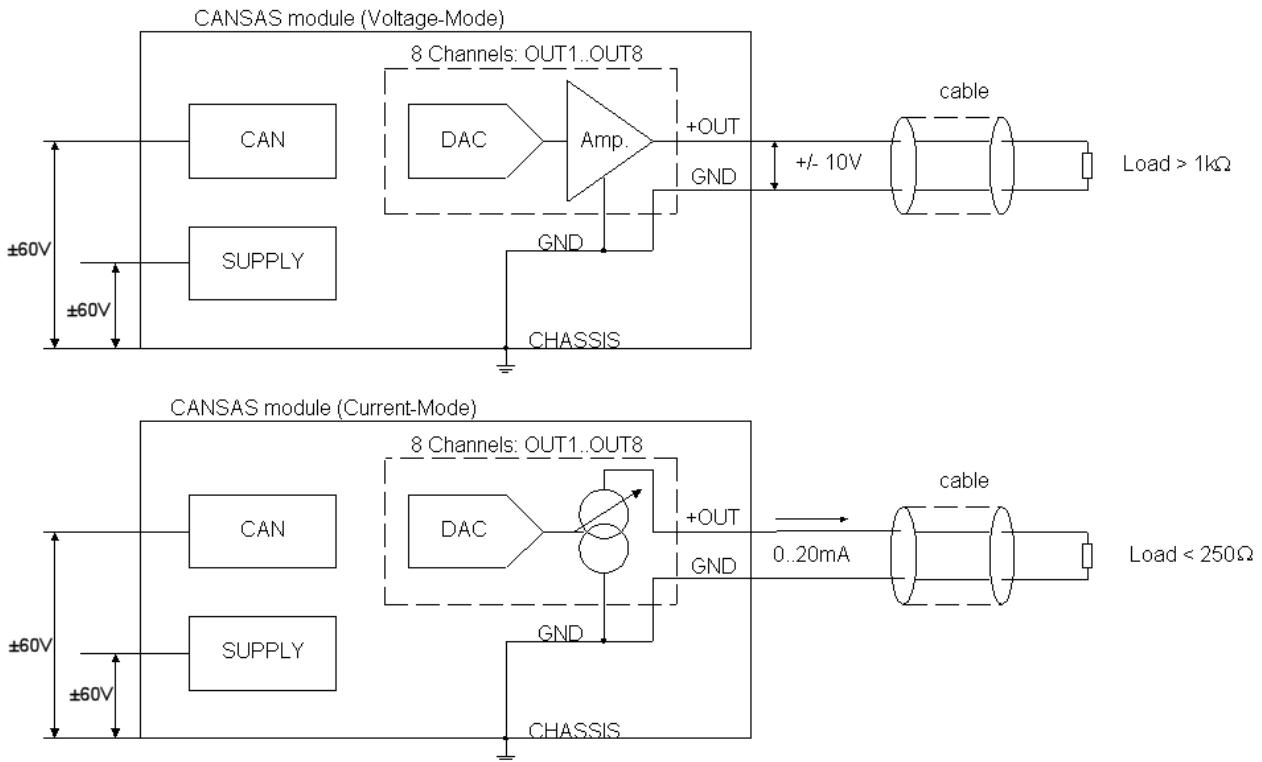 CANSAS module (Voltage-Mode)
8 Channels: OUT1..OUT8
cable
CAN
DAC
Amp.
+OUT
+/- 10V
Load > 1kΩ
GND
±60V
SUPPLY
GND
±60V
CHASSIS
CANSAS module (Current-Mode)
8 Channels: OUT1..OUT8
cable
CAN
DAC
+OUT
0..20mA
Load < 250Ω
GND
±60V
SUPPLY
GND
±60V
CHASSIS